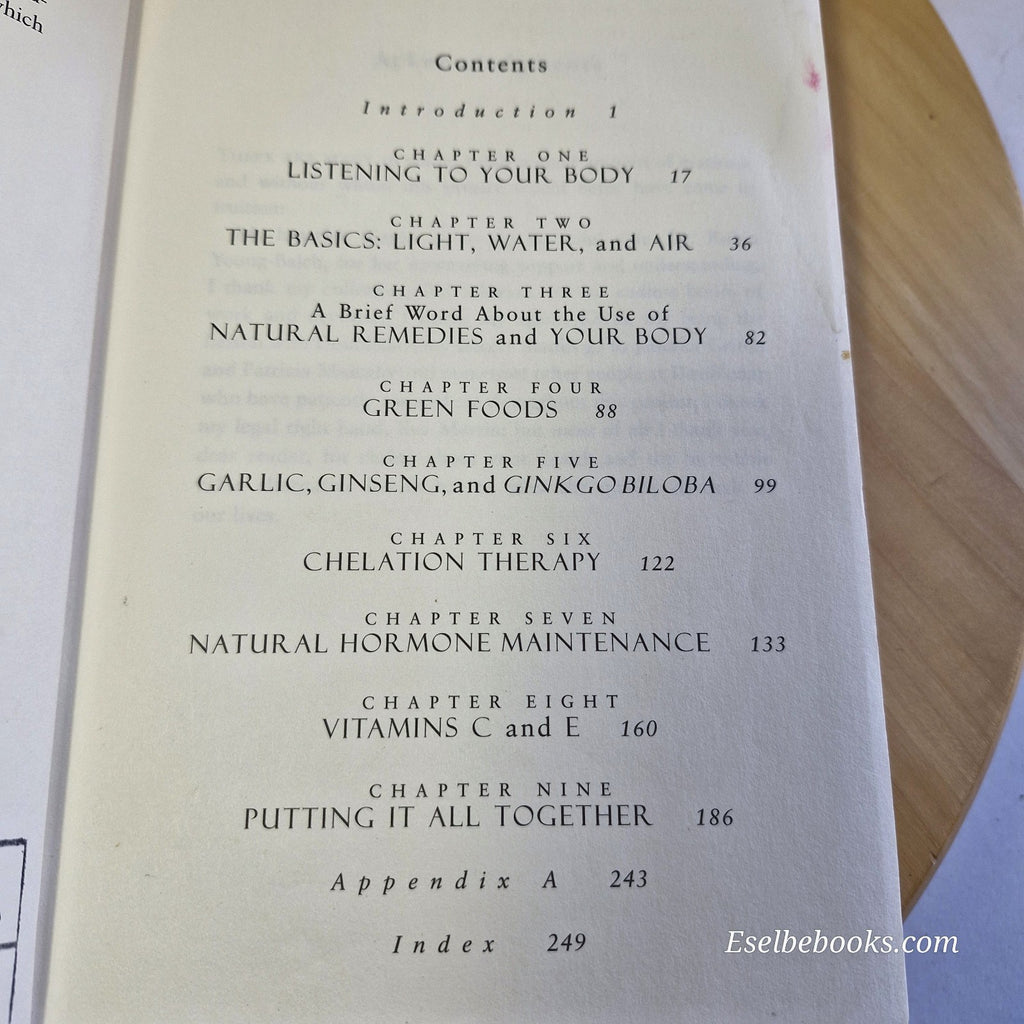 which
Contents
Introduction 1
CHAPTER ONE
LISTENING TO YOUR BODY 17
CHAPTER TWO
THE BASICS: LIGHT, WATER, and AIR 36
CHAPTER THREE
A Brief Word About the Use of
NATURAL REMEDIES and YOUR BODY 82
CHAPTER FOUR
GREEN FOODS 88
CHAPTER FIVE
GARLIC, GINSENG, and GINKGO BILOBA 99
CHAPTER SIX
CHELATION THERAPY 122
CHAPTER SEVEN
NATURAL HORMONE MAINTENANCE 133
CHAPTER EIGHT
VITAMINS C and E 160
CHAPTER NINE
PUTTING IT ALL TOGETHER 186
Appendix A 243
Index 249
Eselbebooks.com